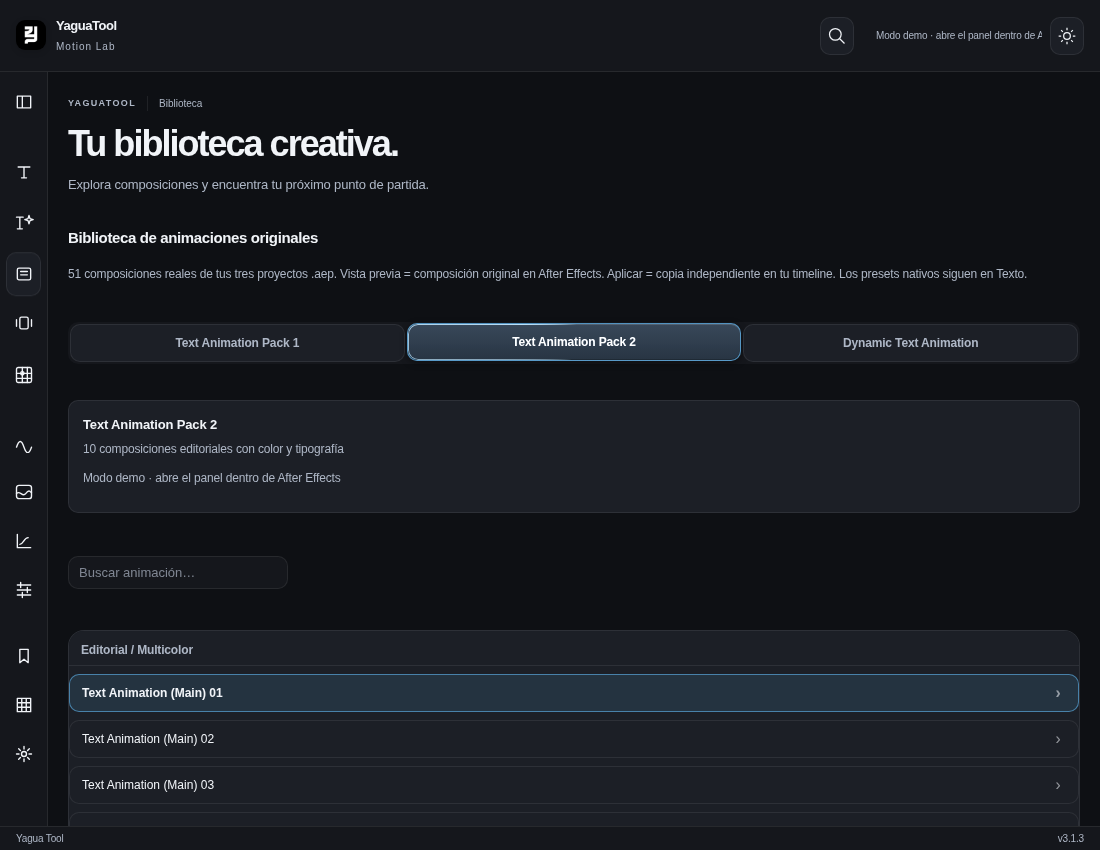 YaguaTool
Motion Lab
Modo demo · abre el panel dentro de A
YAGUATOOL
Biblioteca
Tu biblioteca creativa.
Explora composiciones y encuentra tu próximo punto de partida.
Biblioteca de animaciones originales
51 composiciones reales de tus tres proyectos .aep. Vista previa = composición original en After Effects. Aplicar = copia independiente en tu timeline. Los presets nativos siguen en Texto.
Text Animation Pack 1
Text Animation Pack 2
Dynamic Text Animation
Text Animation Pack 2
10 composiciones editoriales con color y tipografía
Modo demo · abre el panel dentro de After Effects
Buscar animación…
Editorial / Multicolor
Text Animation (Main) 01
Text Animation (Main) 02
Text Animation (Main) 03
Yagua Tool
v3.1.3